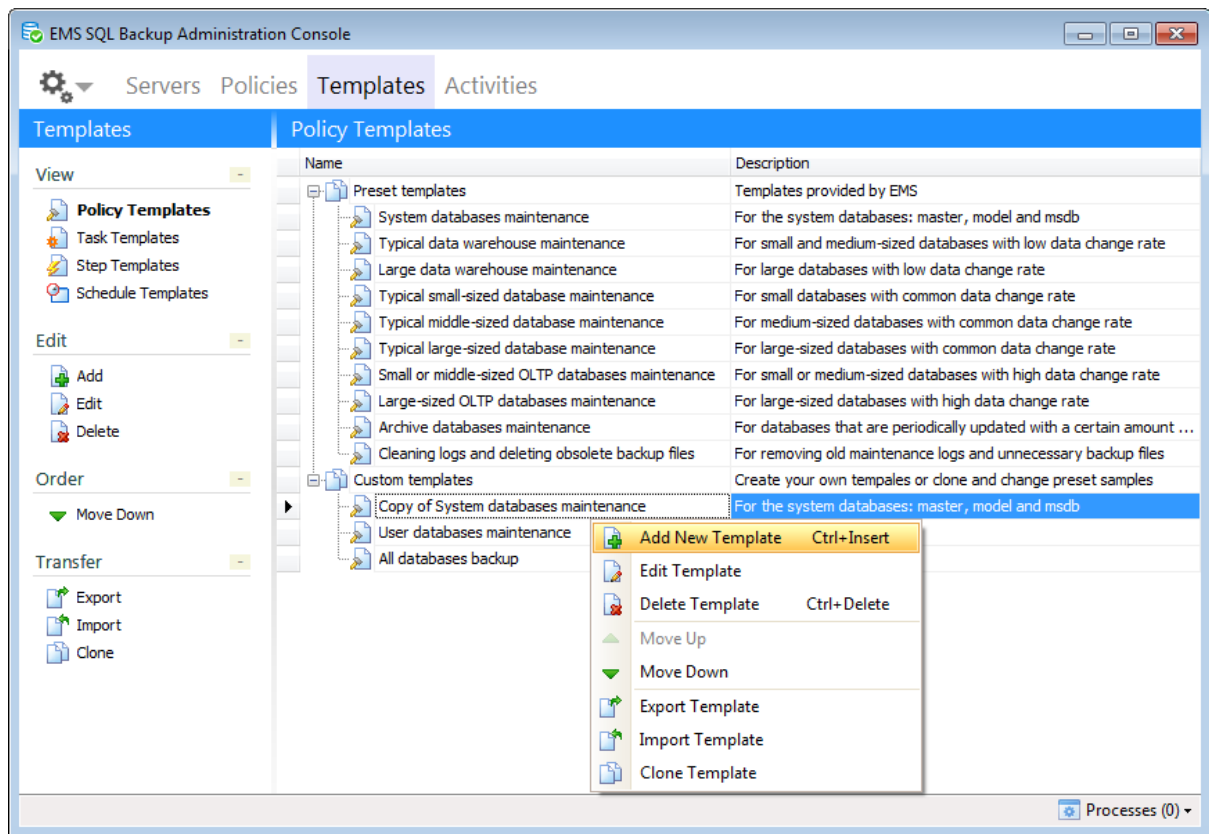 EMS SQL Backup Administration Console
Servers Policies Templates Activities
Templates
Policy Templates
View
Policy Templates
Task Templates
Step Templates
Schedule Templates
Edit
Add
Edit
Delete
Order
Move Down
Transfer
Export
Import
Clone
Name Description
Preset templates Templates provided by EMS
System databases maintenance For the system databases: master, model and msdb
Typical data warehouse maintenance For small and medium-sized databases with low data change rate
Large data warehouse maintenance For large databases with low data change rate
Typical small-sized database maintenance For small databases with common data change rate
Typical middle-sized database maintenance For medium-sized databases with common data change rate
Typical large-sized database maintenance For large-sized databases with common data change rate
Small or middle-sized OLTP databases maintenance For small or medium-sized databases with high data change rate
Large-sized OLTP databases maintenance For large-sized databases with high data change rate
Archive databases maintenance For databases that are periodically updated with a certain amount ...
Cleaning logs and deleting obsolete backup files For removing old maintenance logs and unnecessary backup files
Custom templates Create your own tempales or clone and change preset samples
Copy of System databases maintenance For the system databases: master, model and msdb
User databases maintenance
All databases backup
Add New Template Ctrl+Insert
Edit Template
Delete Template Ctrl+Delete
Move Up
Move Down
Export Template
Import Template
Clone Template
Processes (0)